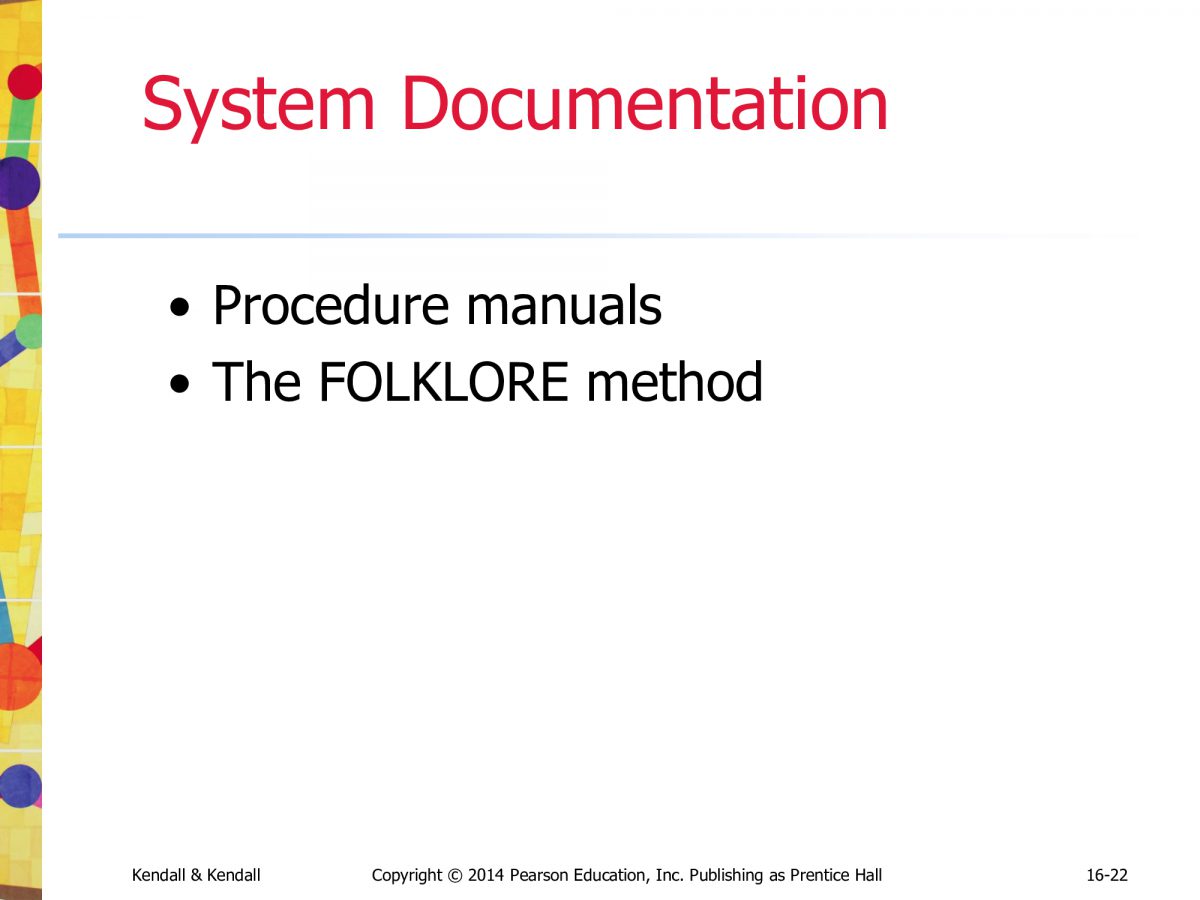 System Documentation
• Procedure manuals
• The FOLKLORE method
Kendall & Kendall Copyright © 2014 Pearson Education, Inc. Publishing as Prentice Hall 16-22